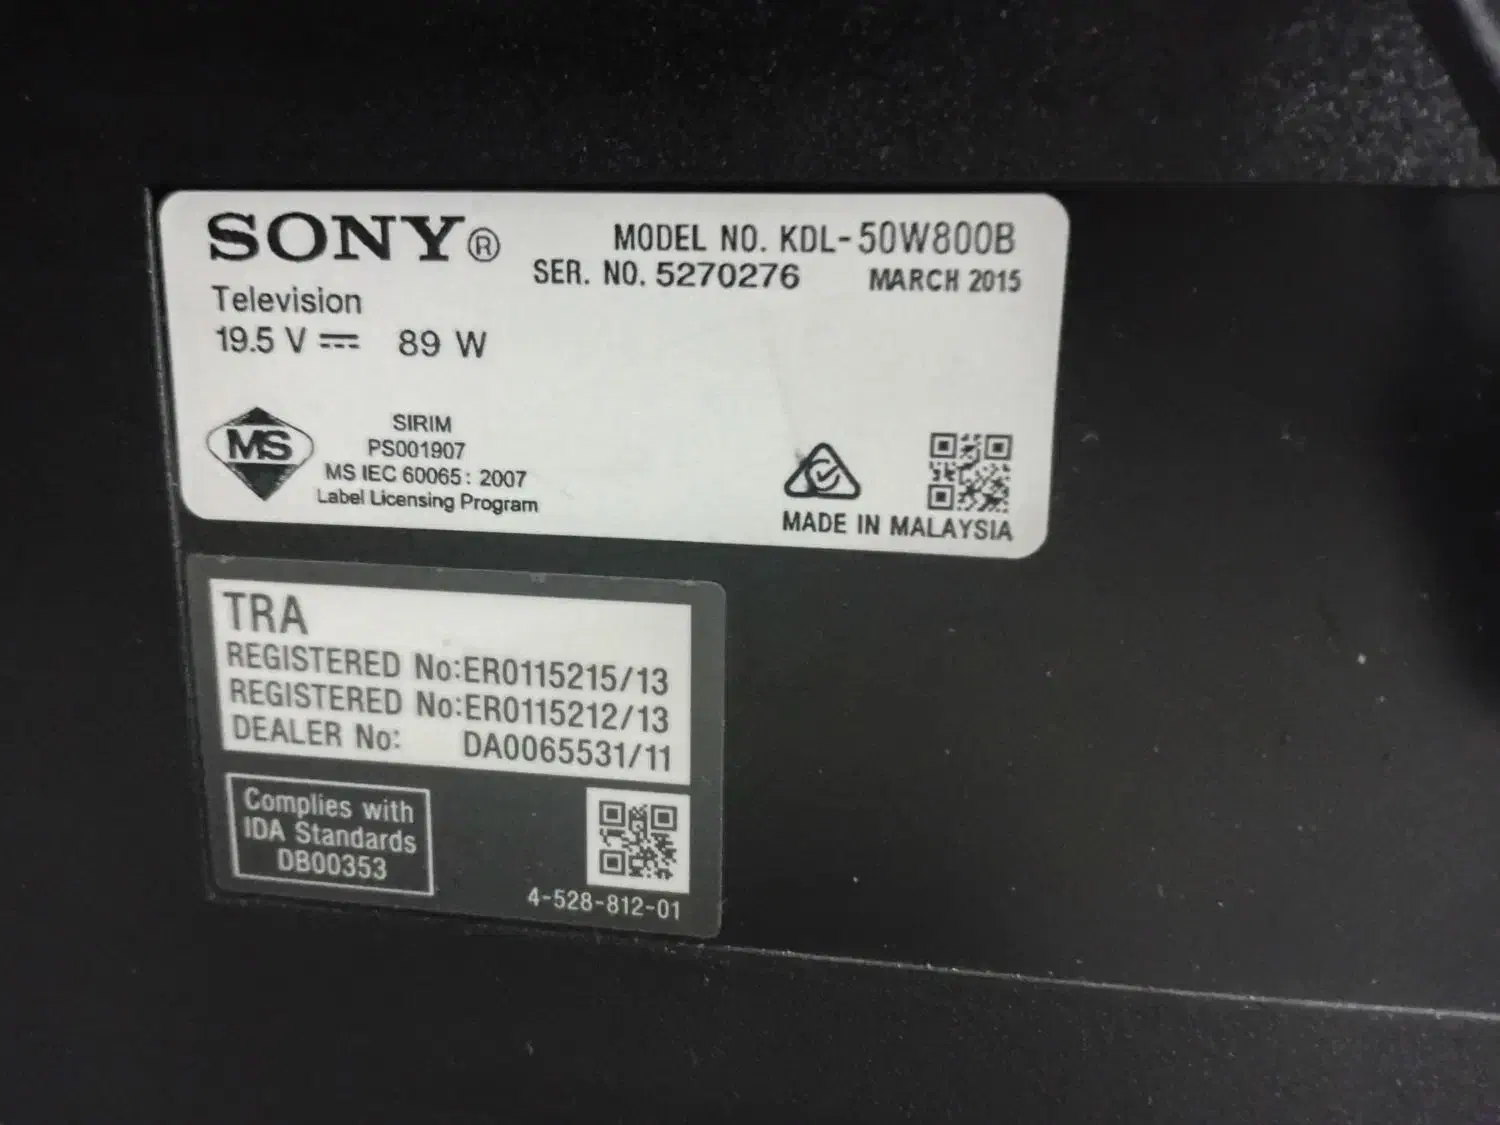 SONY®
MODEL NO. KDL-50W800B
SER. NO. 5270276 MARCH 2015
Television
19.5 V ⎓ 89 W
MS
SIRIM
PS001907
MS IEC 60065: 2007
Label Licensing Program
MADE IN MALAYSIA
TRA
REGISTERED No:ER0115215/13
REGISTERED No:ER0115212/13
DEALER No: DA0065531/11
Complies with
IDA Standards
DB00353
4-528-812-01